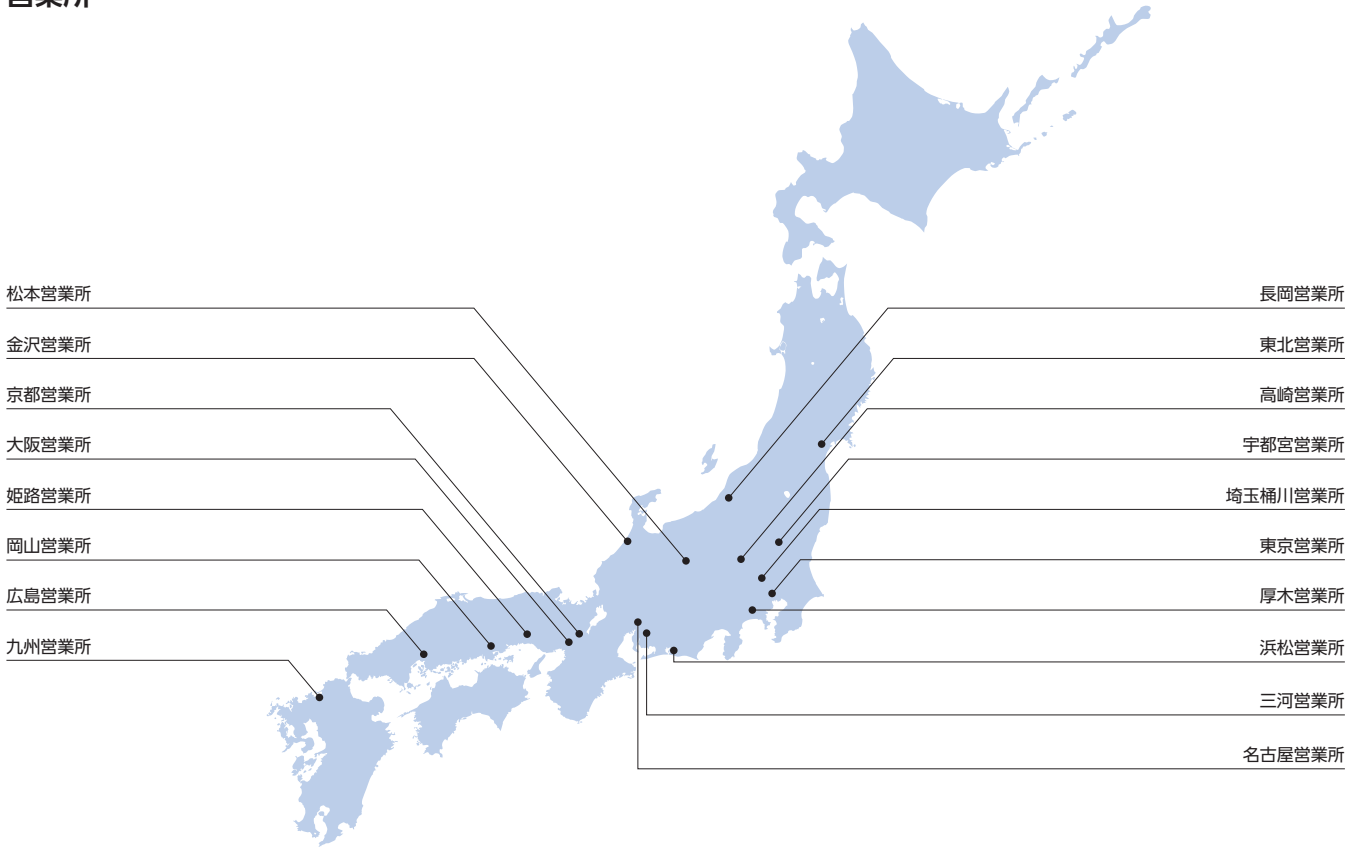 営業所
松本営業所
金沢営業所
京都営業所
大阪営業所
姫路営業所
岡山営業所
広島営業所
九州営業所
長岡営業所
東北営業所
高崎営業所
宇都宮営業所
埼玉桶川営業所
東京営業所
厚木営業所
浜松営業所
三河営業所
名古屋営業所